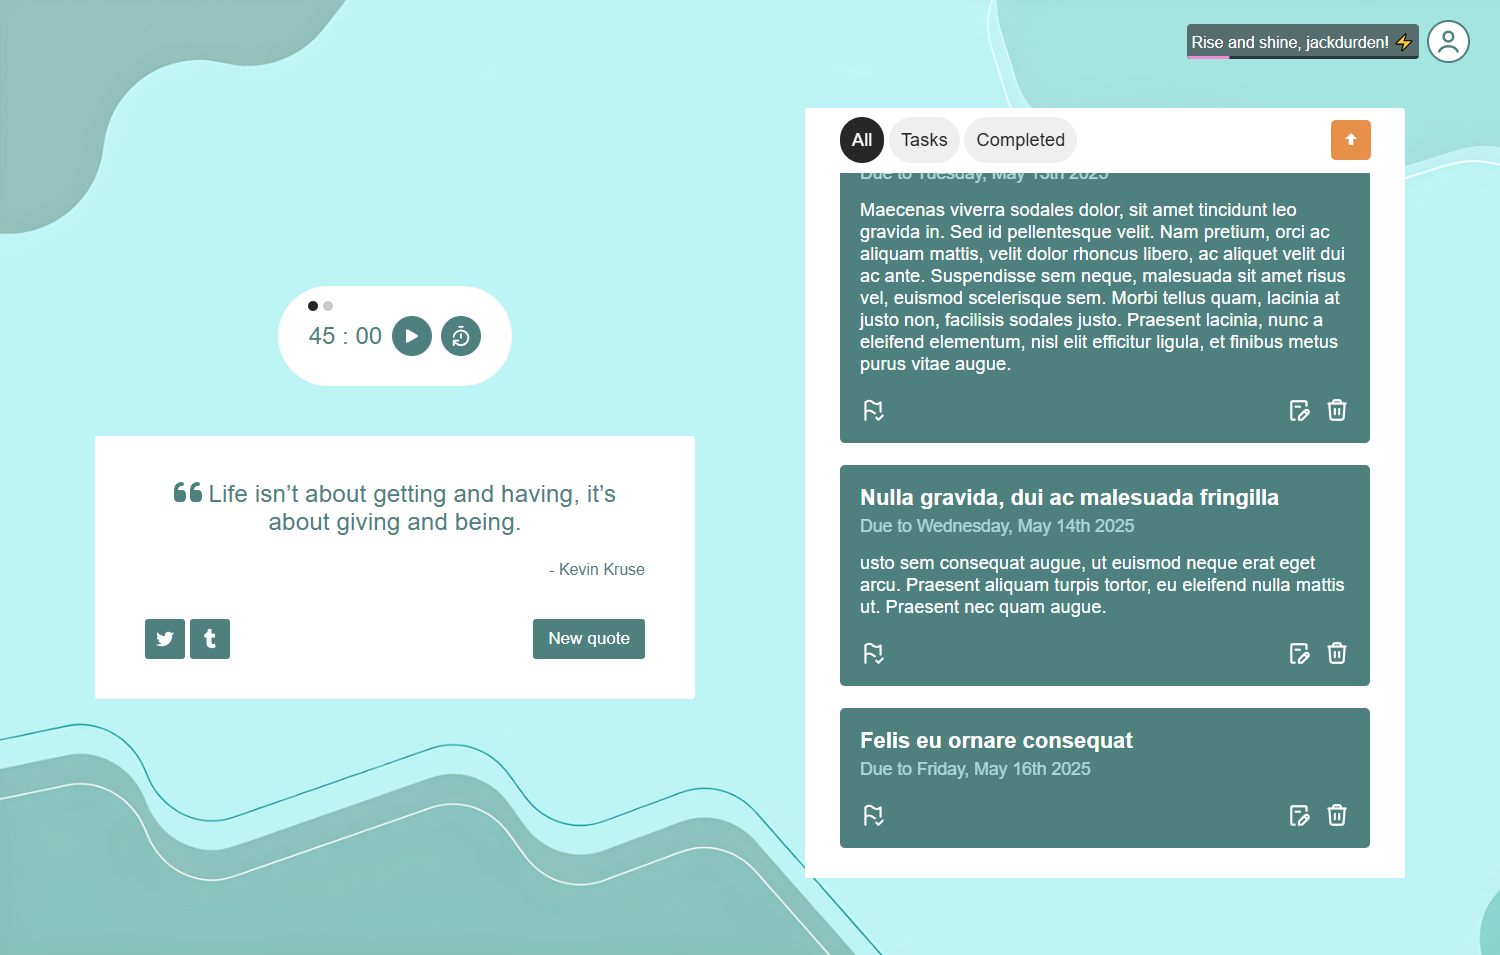 Rise and shine, jackdurden! ⚡
All Tasks Completed
Due to Tuesday, May 13th 2025
Maecenas viverra sodales dolor, sit amet tincidunt leo
gravida in. Sed id pellentesque velit. Nam pretium, orci ac
aliquam mattis, velit dolor rhoncus libero, ac aliquet velit dui
ac ante. Suspendisse sem neque, malesuada sit amet risus
vel, euismod scelerisque sem. Morbi tellus quam, lacinia at
justo non, facilisis sodales justo. Praesent lacinia, nunc a
eleifend elementum, nisl elit efficitur ligula, et finibus metus
purus vitae augue.
Nulla gravida, dui ac malesuada fringilla
Due to Wednesday, May 14th 2025
usto sem consequat augue, ut euismod neque erat eget
arcu. Praesent aliquam turpis tortor, eu eleifend nulla mattis
ut. Praesent nec quam augue.
Felis eu ornare consequat
Due to Friday, May 16th 2025
45 : 00
❝ Life isn’t about getting and having, it’s
about giving and being.
- Kevin Kruse
New quote